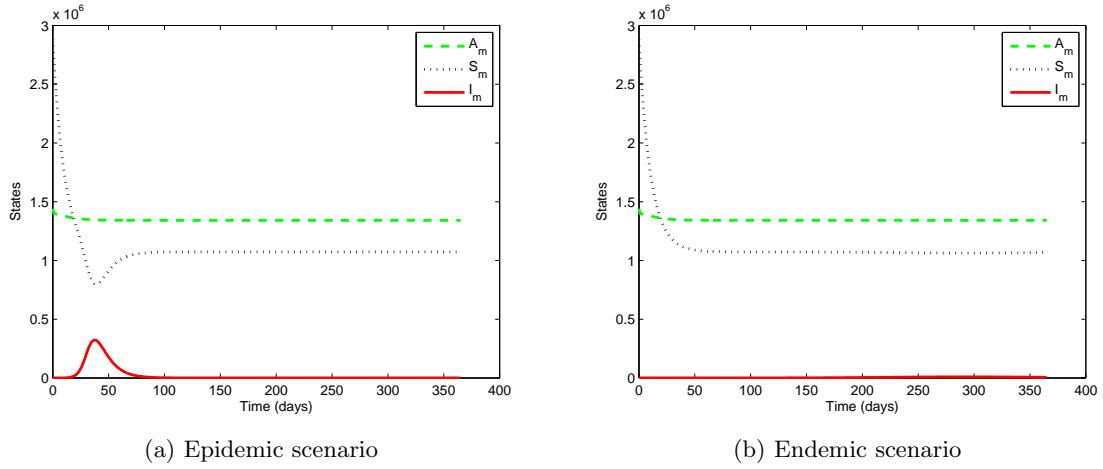 x 10^6
3
2.5
2
1.5
1
0.5
0
States
0 50 100 150 200 250 300 350 400
Time (days)
A_m
S_m
I_m
(a) Epidemic scenario
x 10^6
3
2.5
2
1.5
1
0.5
0
States
0 50 100 150 200 250 300 350 400
Time (days)
A_m
S_m
I_m
(b) Endemic scenario